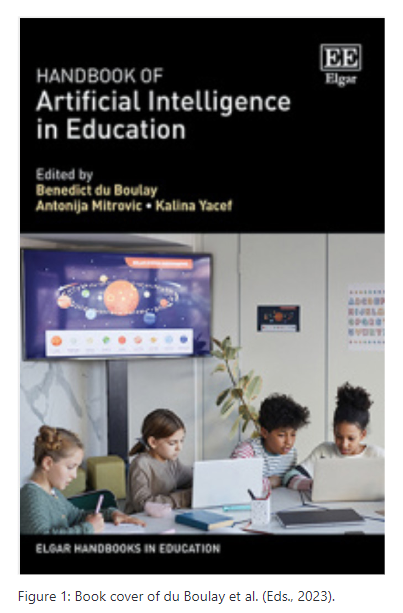 EE
Elgar
HANDBOOK OF
Artificial Intelligence
in Education
Edited by
Benedict du Boulay
Antonija Mitrovic • Kalina Yacef
ELGAR HANDBOOKS IN EDUCATION
Figure 1: Book cover of du Boulay et al. (Eds., 2023).